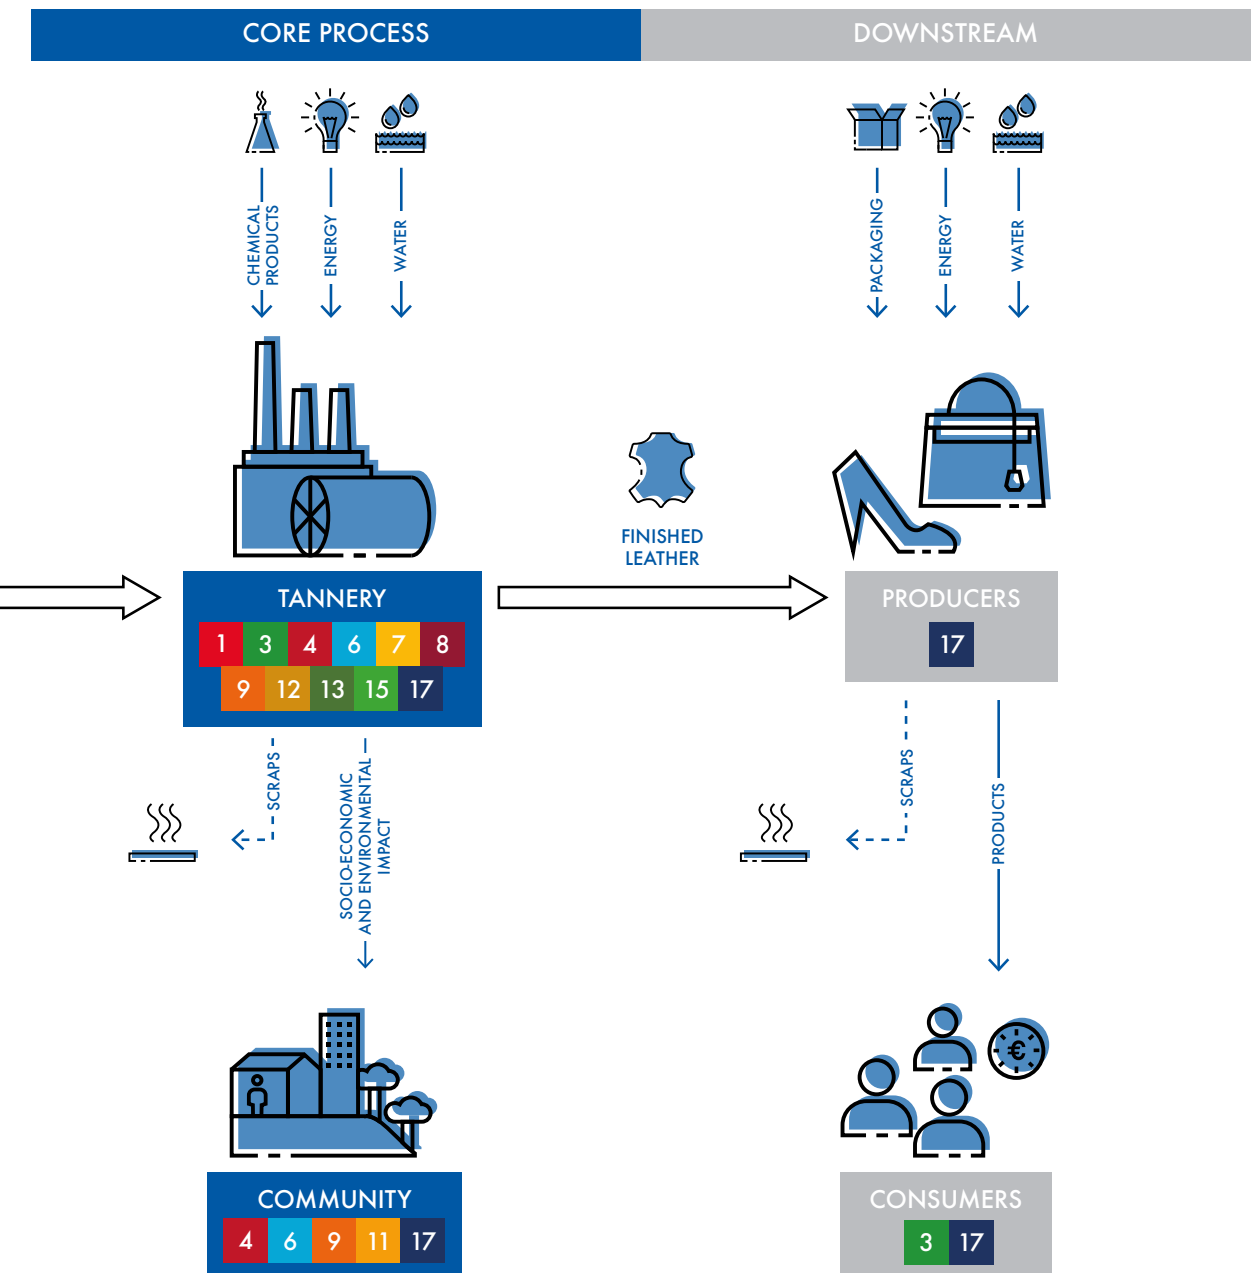 CORE PROCESS
DOWNSTREAM
CHEMICAL
PRODUCTS
ENERGY
WATER
PACKAGING
ENERGY
WATER
FINISHED
LEATHER
TANNERY
1 3 4 6 7 8
9 12 13 15 17
PRODUCERS
17
SCRAPS
SOCIO-ECONOMIC
AND ENVIRONMENTAL
IMPACT
SCRAPS
PRODUCTS
€
COMMUNITY
4 6 9 11 17
CONSUMERS
3 17